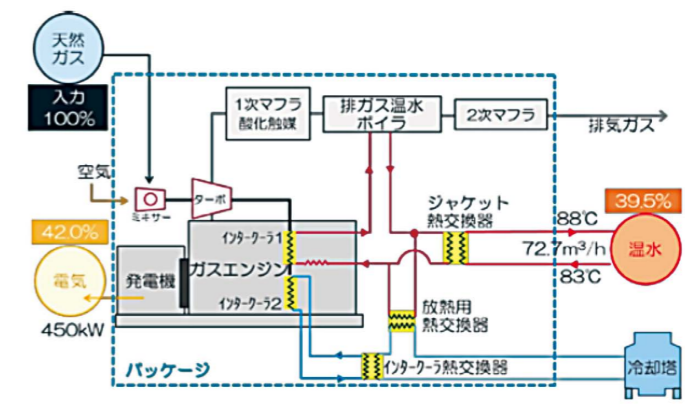 天然
ガス
入力
100%
空気
ミキサー
ターボ
1次マフラ
酸化触媒
排ガス温水
ボイラ
2次マフラ
排気ガス
42.0%
電気
450kW
発電機
ガスエンジン
インタークーラ1
インタークーラ2
ジャケット
熱交換器
88℃
72.7m³/h
83℃
39.5%
温水
放熱用
熱交換器
インタークーラ熱交換器
冷却塔
パッケージ